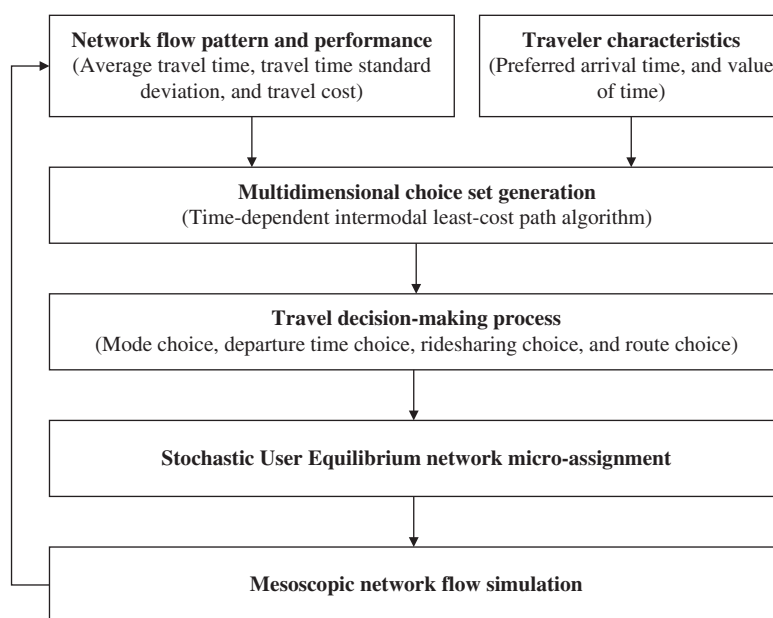 Network flow pattern and performance
(Average travel time, travel time standard
deviation, and travel cost)
Traveler characteristics
(Preferred arrival time, and value
of time)
Multidimensional choice set generation
(Time-dependent intermodal least-cost path algorithm)
Travel decision-making process
(Mode choice, departure time choice, ridesharing choice, and route choice)
Stochastic User Equilibrium network micro-assignment
Mesoscopic network flow simulation